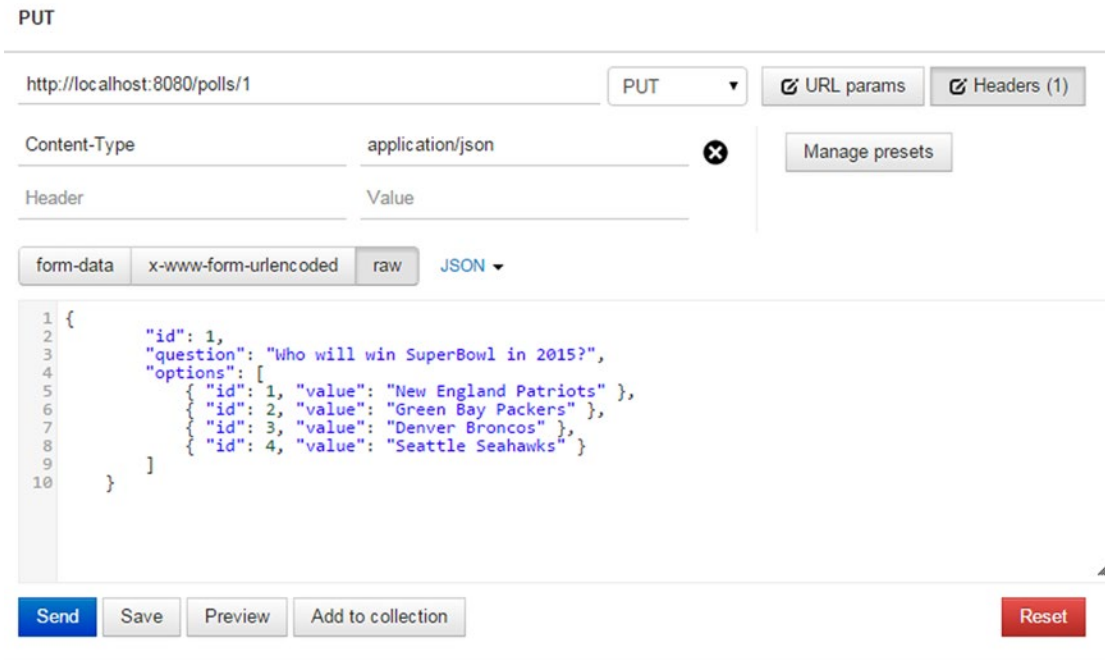 PUT
http://localhost:8080/polls/1 PUT URL params Headers (1)
Content-Type application/json Manage presets
Header Value
form-data x-www-form-urlencoded raw JSON
1 {
2 "id": 1,
3 "question": "Who will win SuperBowl in 2015?",
4 "options": [
5 { "id": 1, "value": "New England Patriots" },
6 { "id": 2, "value": "Green Bay Packers" },
7 { "id": 3, "value": "Denver Broncos" },
8 { "id": 4, "value": "Seattle Seahawks" }
9 ]
10 }
Send Save Preview Add to collection Reset